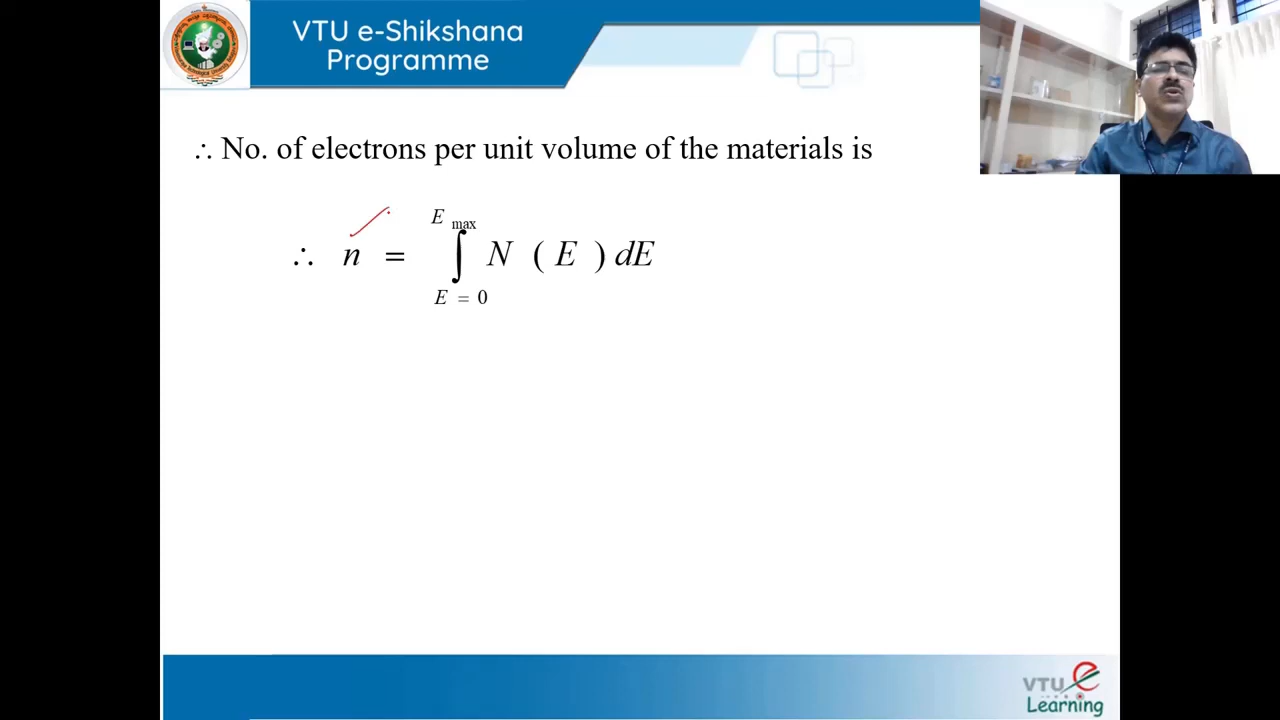 VTU e-Shikshana
Programme
∴ No. of electrons per unit volume of the materials is
∴ n = ∫_{E = 0}^{E max} N ( E ) dE
VTU e
Learning